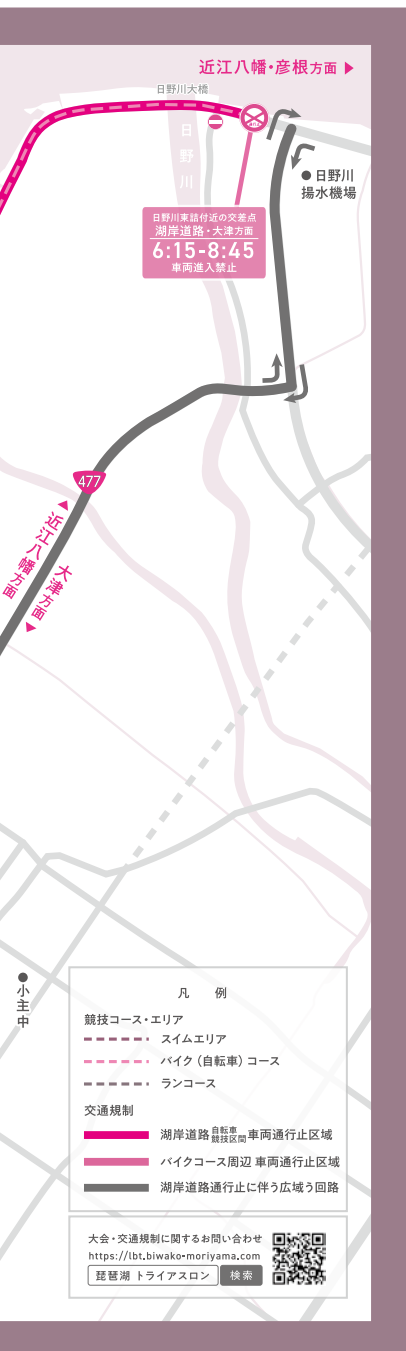 近江八幡・彦根方面 ▶
日野川大橋
日野川
● 日野川
揚水機場
日野川東詰付近の交差点
湖岸道路・大津方面
6:15-8:45
車両進入禁止
477
◀ 近江八幡方面
大津方面 ▶
●小主中
凡 例
競技コース・エリア
スイムエリア
バイク（自転車）コース
ランコース
交通規制
湖岸道路 自転車競技区間 車両通行止区域
バイクコース周辺 車両通行止区域
湖岸道路通行止に伴う広域う回路
大会・交通規制に関するお問い合わせ
https://lbt.biwako-moriyama.com
琵琶湖 トライアスロン 検索